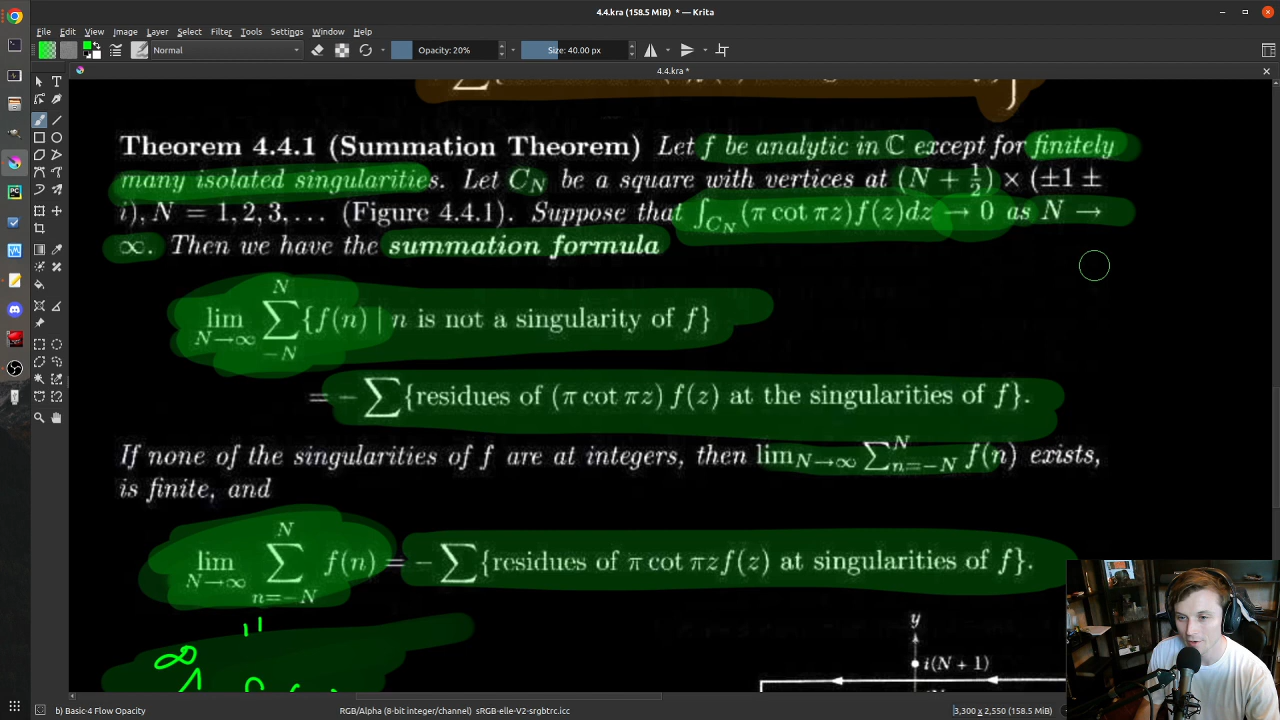 4.4.kra (158.5 MiB) * — Krita
File Edit View Image Layer Select Filter Tools Settings Window Help
Normal Opacity: 20% Size: 40.00 px
4.4.kra *
Theorem 4.4.1 (Summation Theorem) Let f be analytic in ℂ except for finitely
many isolated singularities. Let C_N be a square with vertices at (N + 1/2) × (±1 ±
i), N = 1, 2, 3, . . . (Figure 4.4.1). Suppose that ∫_{C_N} (π cot πz) f(z)dz → 0 as N →
∞. Then we have the summation formula
lim_{N→∞} ∑_{-N}^{N} {f(n) | n is not a singularity of f}
= − ∑ {residues of (π cot πz) f(z) at the singularities of f}.
If none of the singularities of f are at integers, then lim_{N→∞} ∑_{n=−N}^{N} f(n) exists,
is finite, and
lim_{N→∞} ∑_{n=−N}^{N} f(n) = − ∑ {residues of π cot πz f(z) at singularities of f}.
y
i(N + 1)
∞
b) Basic-4 Flow Opacity RGB/Alpha (8-bit integer/channel) sRGB-elle-V2-srgbtrc.icc 3,300 x 2,550 (158.5 MiB)